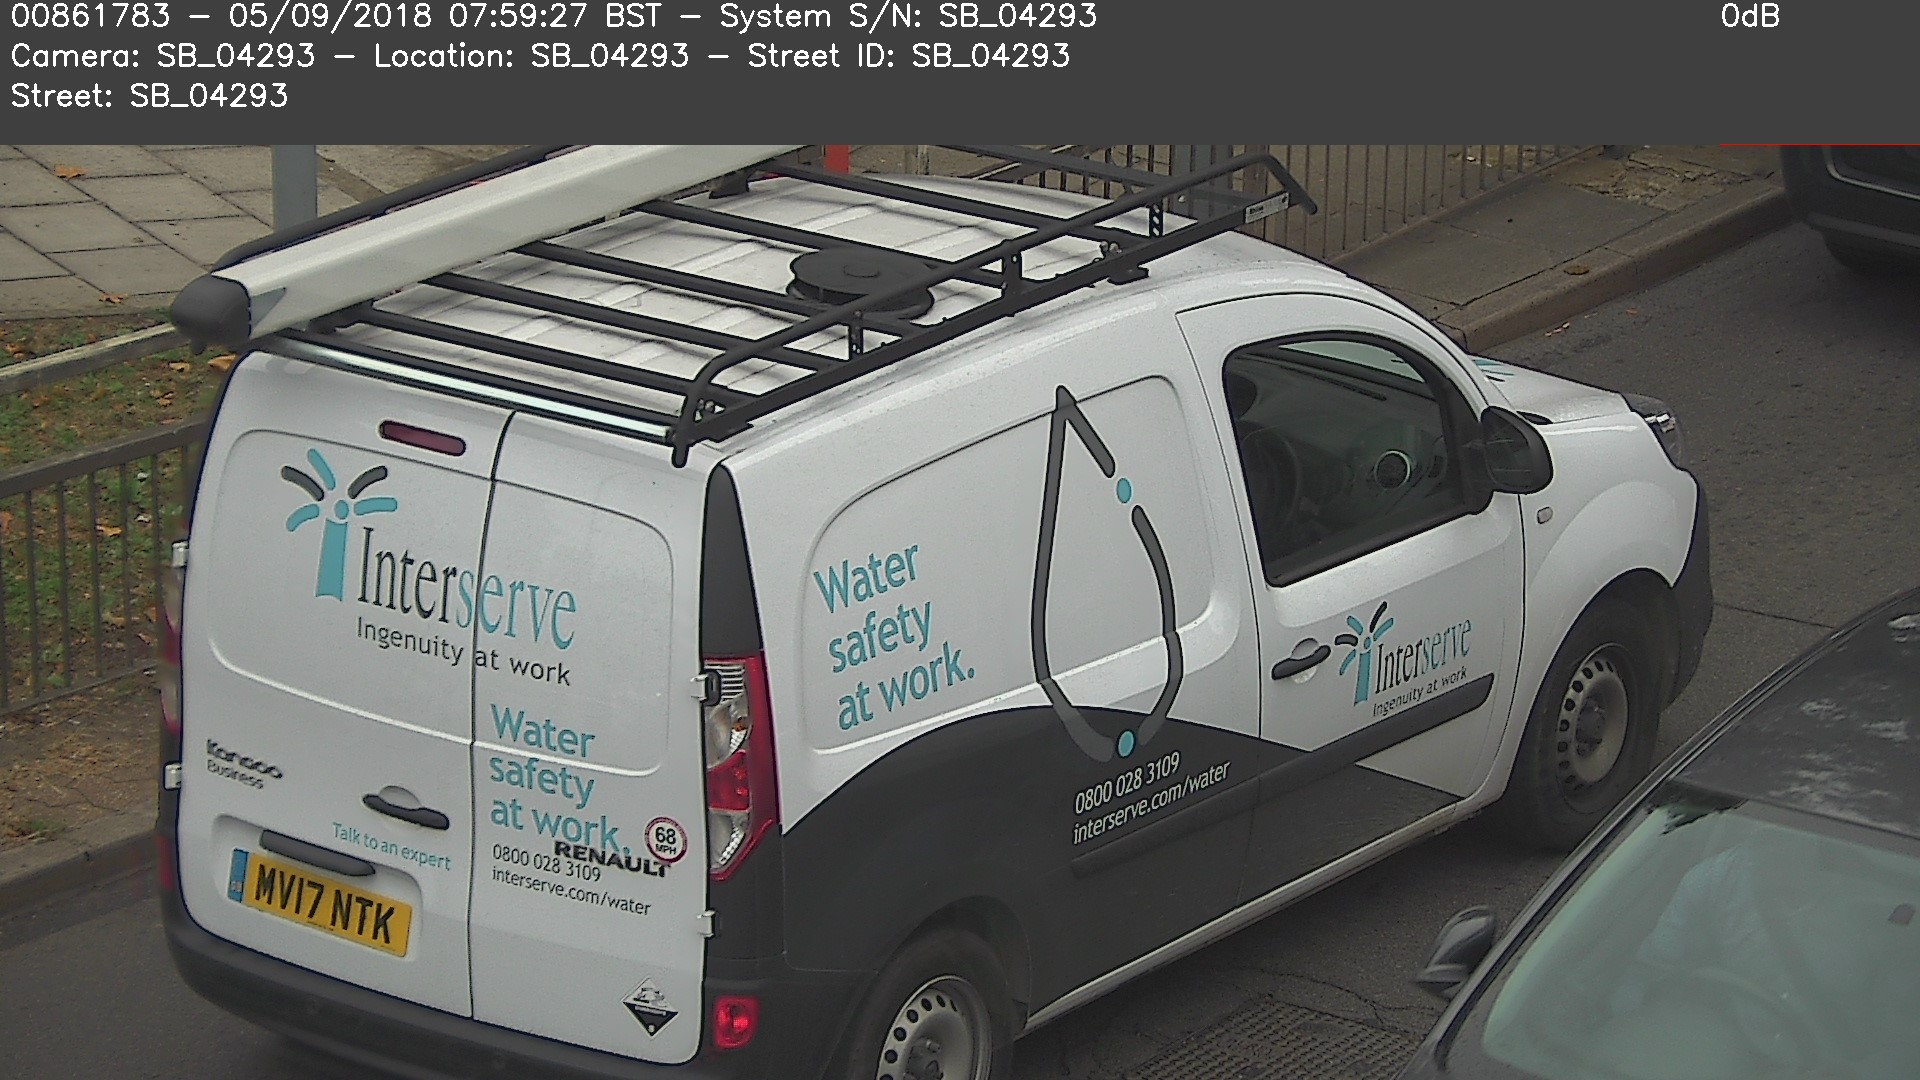 00861783 - 05/09/2018 07:59:27 BST - System S/N: SB_04293
0dB
Camera: SB_04293 - Location: SB_04293 - Street ID: SB_04293
Street: SB_04293
Interserve
Ingenuity at work
Water
safety
at work.
Kangoo
Business
Talk to an expert
68
MPH
RENAULT
0800 028 3109
interserve.com/water
MV17 NTK
8
Water
safety
at work.
0800 028 3109
interserve.com/water
Interserve
Ingenuity at work